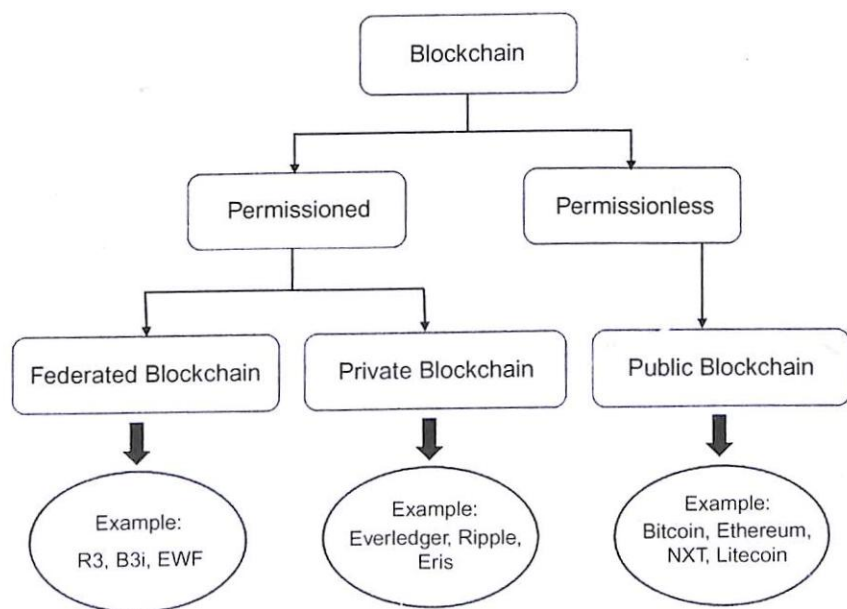 Blockchain
Permissioned
Permissionless
Federated Blockchain
Private Blockchain
Public Blockchain
Example:
R3, B3i, EWF
Example:
Everledger, Ripple,
Eris
Example:
Bitcoin, Ethereum,
NXT, Litecoin